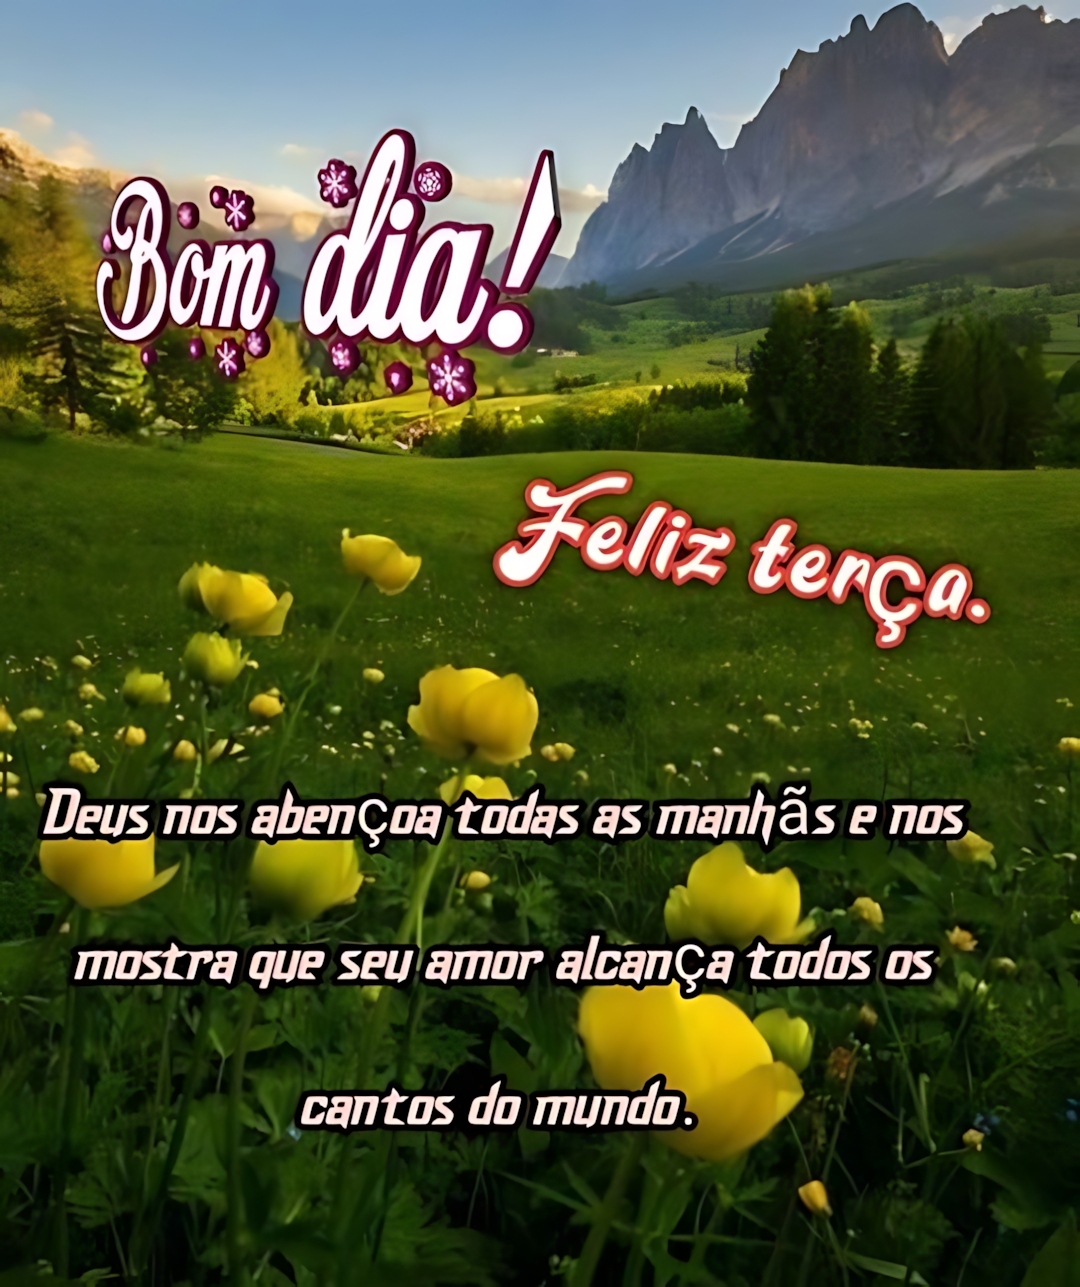 Bom dia!
Feliz terça.
Deus nos abençoa todas as manhãs e nos
mostra que seu amor alcança todos os
cantos do mundo.